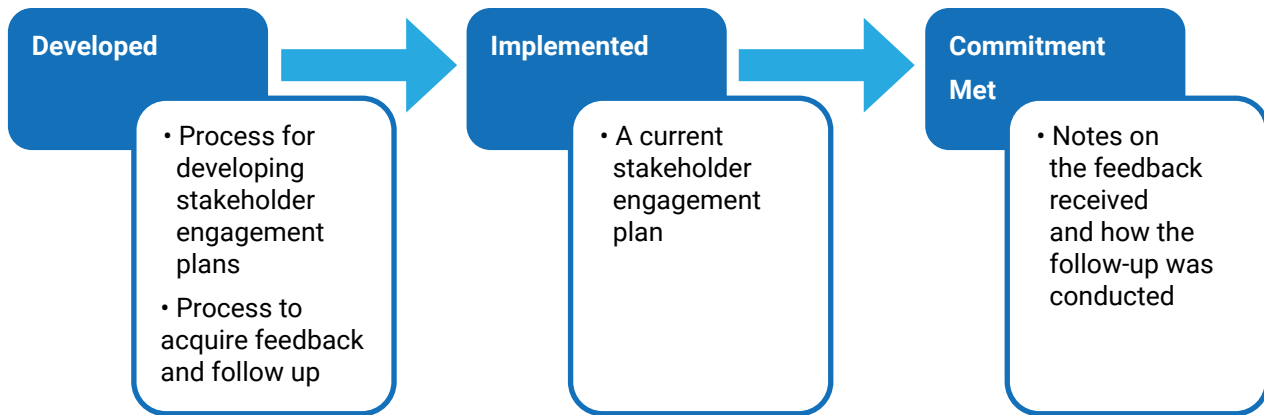 Developed
• Process for
developing
stakeholder
engagement
plans
• Process to
acquire feedback
and follow up
Implemented
• A current
stakeholder
engagement
plan
Commitment
Met
• Notes on
the feedback
received
and how the
follow-up was
conducted